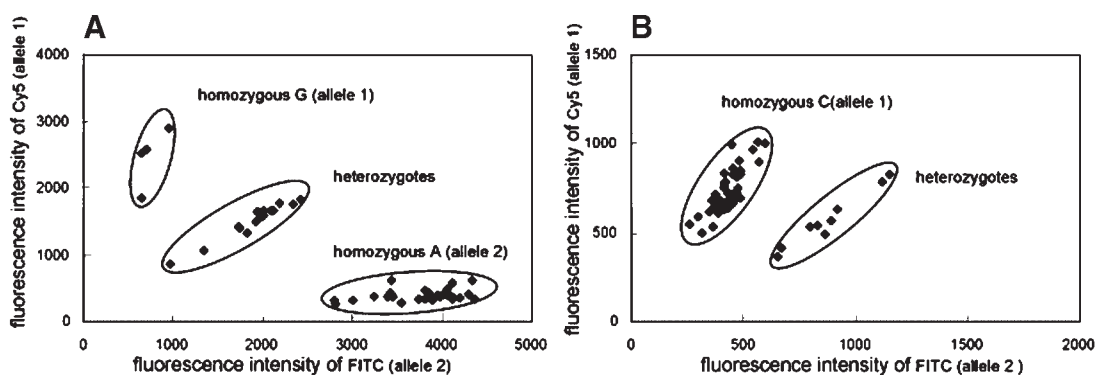 A
fluorescence intensity of Cy5 (allele 1)
4000
3000
2000
1000
0
homozygous G (allele 1)
heterozygotes
homozygous A (allele 2)
0 1000 2000 3000 4000 5000
fluorescence intensity of FITC (allele 2)
B
fluorescence intensity of Cy5 (allele 1)
1500
1000
500
0
homozygous C(allele 1)
heterozygotes
0 500 1000 1500 2000
fluorescence intensity of FITC (allele 2 )